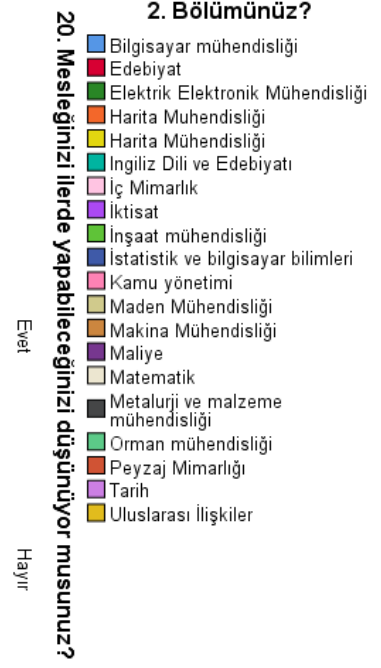 2. Bölümünüz?
Bilgisayar mühendisliği
Edebiyat
Elektrik Elektronik Mühendisliği
Harita Muhendisliği
Harita Mühendisliği
Ingiliz Dili ve Edebiyatı
İç Mimarlık
İktisat
İnşaat mühendisliği
İstatistik ve bilgisayar bilimleri
Kamu yönetimi
Maden Mühendisliği
Makina Mühendisliği
Maliye
Matematik
Metalurji ve malzeme
mühendisliği
Orman mühendisliği
Peyzaj Mimarlığı
Tarih
Uluslarası İlişkiler
20. Mesleğinizi ilerde yapabileceğinizi düşünüyor musunuz?
Evet
Hayır